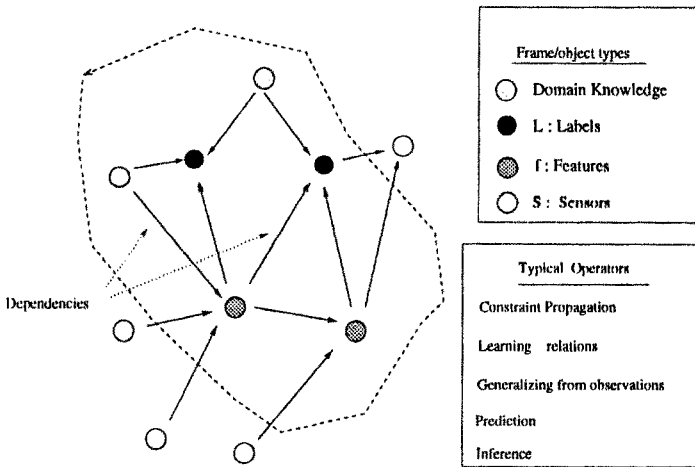 Frame/object types
Domain Knowledge
L : Labels
f : Features
S : Sensors
Dependencies
Typical Operators
Constraint Propagation
Learning relations
Generalizing from observations
Prediction
Inference